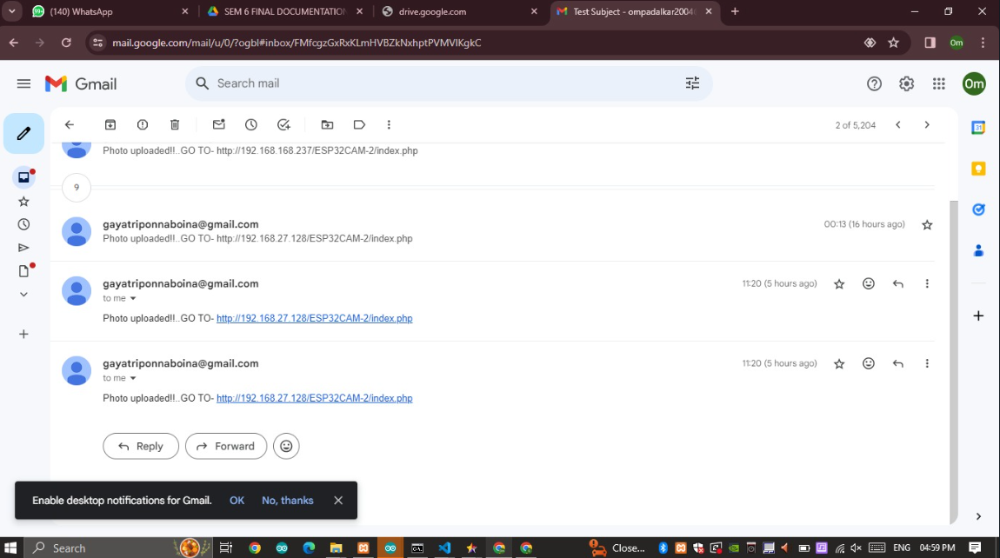 (140) WhatsApp
SEM 6 FINAL DOCUMENTATION
drive.google.com
Test Subject - ompadalkar2004
mail.google.com/mail/u/0/?ogbl#inbox/FMfcgzGxRxKLmHVBZkNxhptPVMVlKgkC
Om
Gmail
Search mail
Om
2 of 5,204
31
Photo uploaded!!..GO TO- http://192.168.168.237/ESP32CAM-2/index.php
9
gayatriponnaboina@gmail.com
00:13 (16 hours ago)
Photo uploaded!!..GO TO- http://192.168.27.128/ESP32CAM-2/index.php
gayatriponnaboina@gmail.com
11:20 (5 hours ago)
to me
Photo uploaded!!..GO TO- http://192.168.27.128/ESP32CAM-2/index.php
gayatriponnaboina@gmail.com
11:20 (5 hours ago)
to me
Photo uploaded!!..GO TO- http://192.168.27.128/ESP32CAM-2/index.php
Reply
Forward
Enable desktop notifications for Gmail.
OK
No, thanks
Search
Close...
ENG
04:59 PM